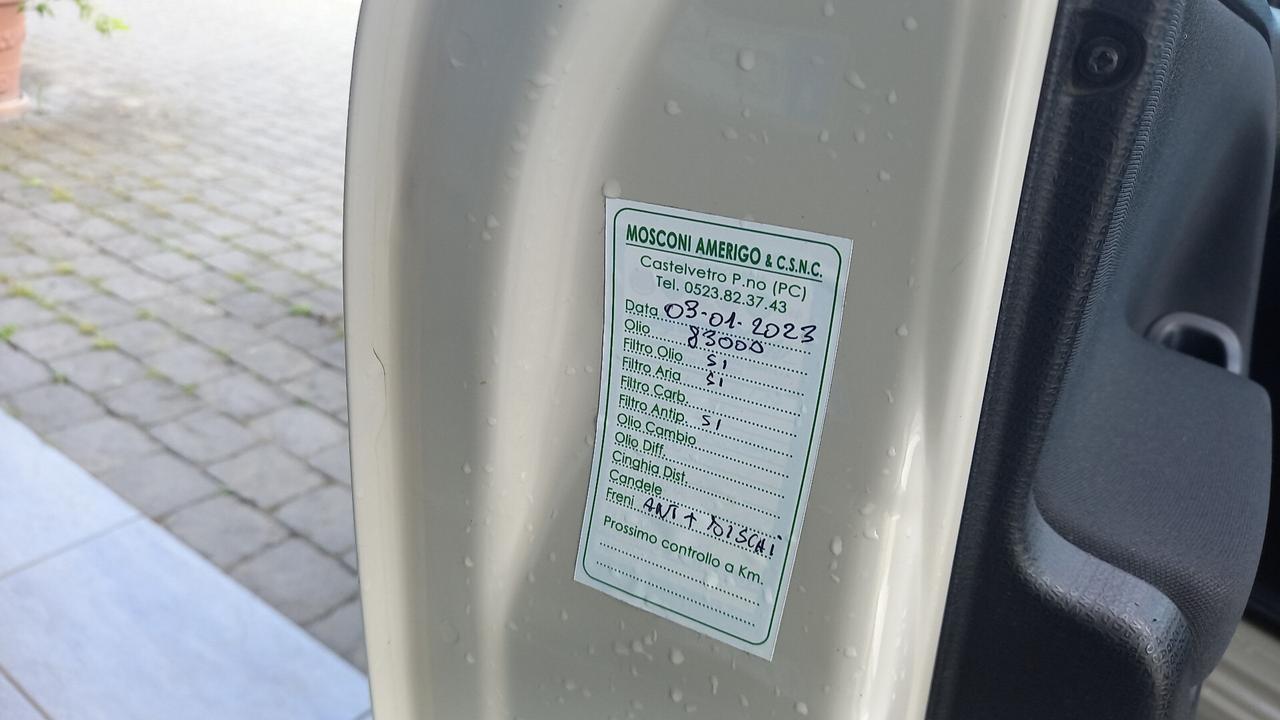 MOSCONI AMERIGO & C.S.N.C.
Castelvetro P.no (PC)
Tel. 0523.82.37.43
Data 03-01-2023
Olio 83000
Filtro Olio SI
Filtro Aria SI
Filtro Carb.
Filtro Antip. SI
Olio Cambio
Olio Diff.
Cinghia Dist.
Candele
Freni ANT + DISCHI
Prossimo controllo a Km.